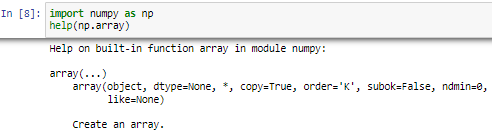 In [8]: import numpy as np
help(np.array)
Help on built-in function array in module numpy:
array(...)
array(object, dtype=None, *, copy=True, order='K', subok=False, ndmin=0,
like=None)
Create an array.